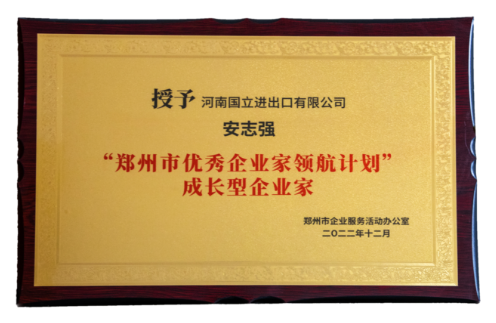 授予 河南国立进出口有限公司
安志强
“郑州市优秀企业家领航计划”
成长型企业家
郑州市企业服务活动办公室
二〇二二年十二月